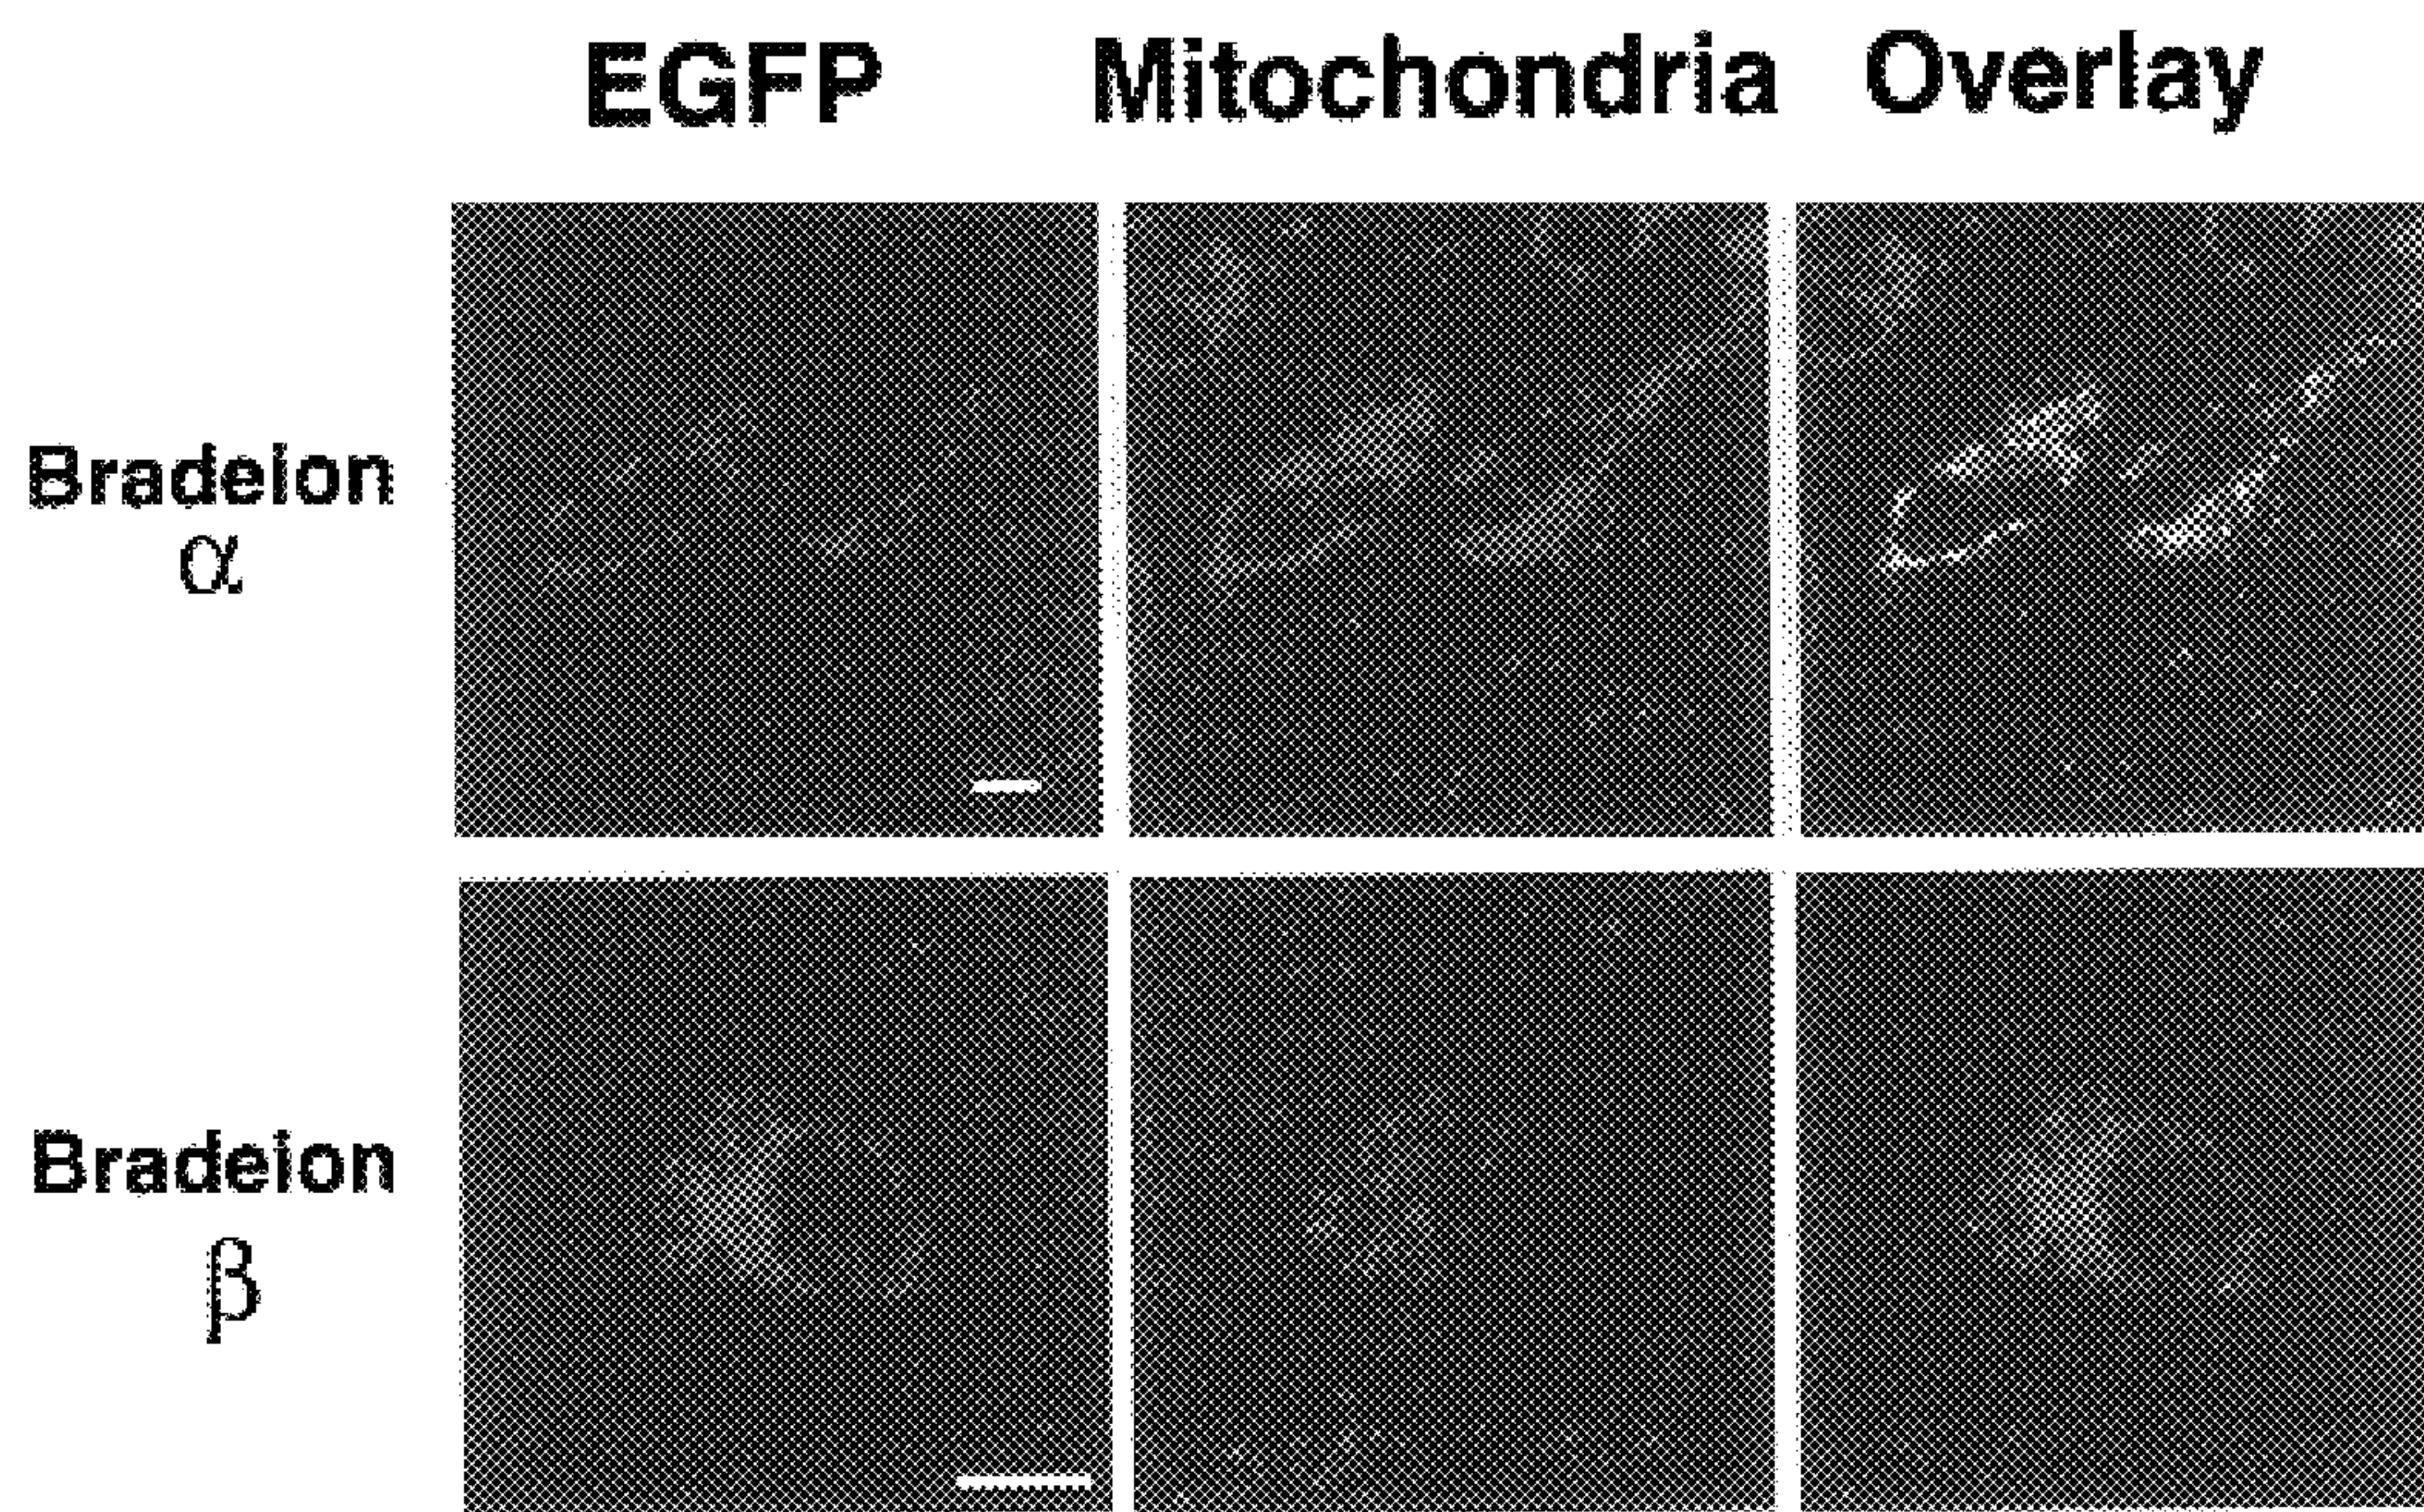 EGFP Mitochondria Overlay
Bradeion
α
Bradeion
β